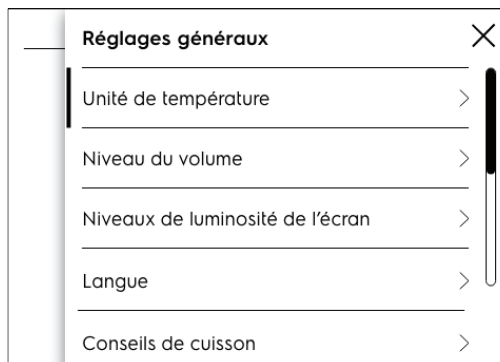 Réglages généraux
Unité de température
Niveau du volume
Niveaux de luminosité de l'écran
Langue
Conseils de cuisson